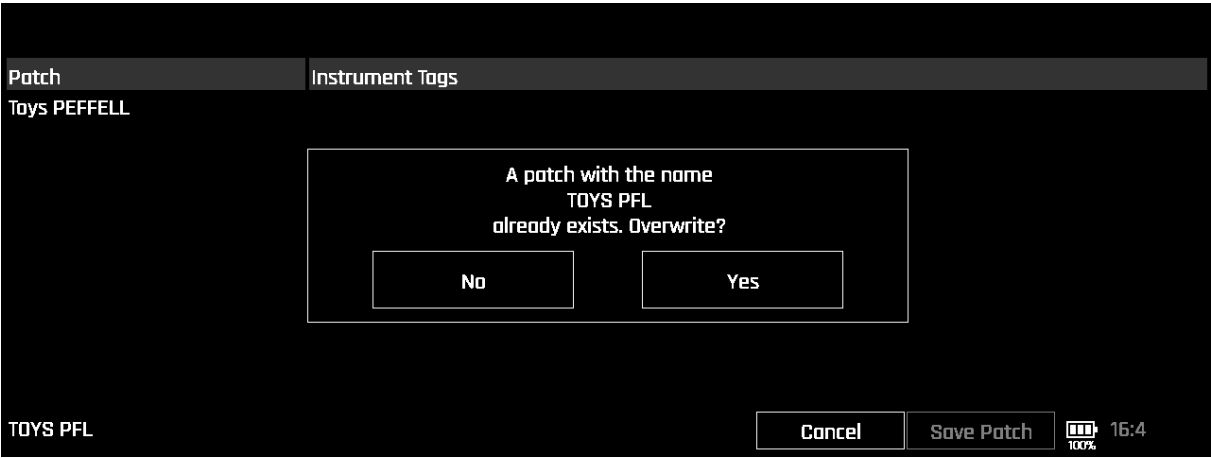 Patch Instrument Tags
Toys PEFFELL
A patch with the name
TOYS PFL
already exists. Overwrite?
No Yes
TOYS PFL Cancel Save Patch 100% 16:4